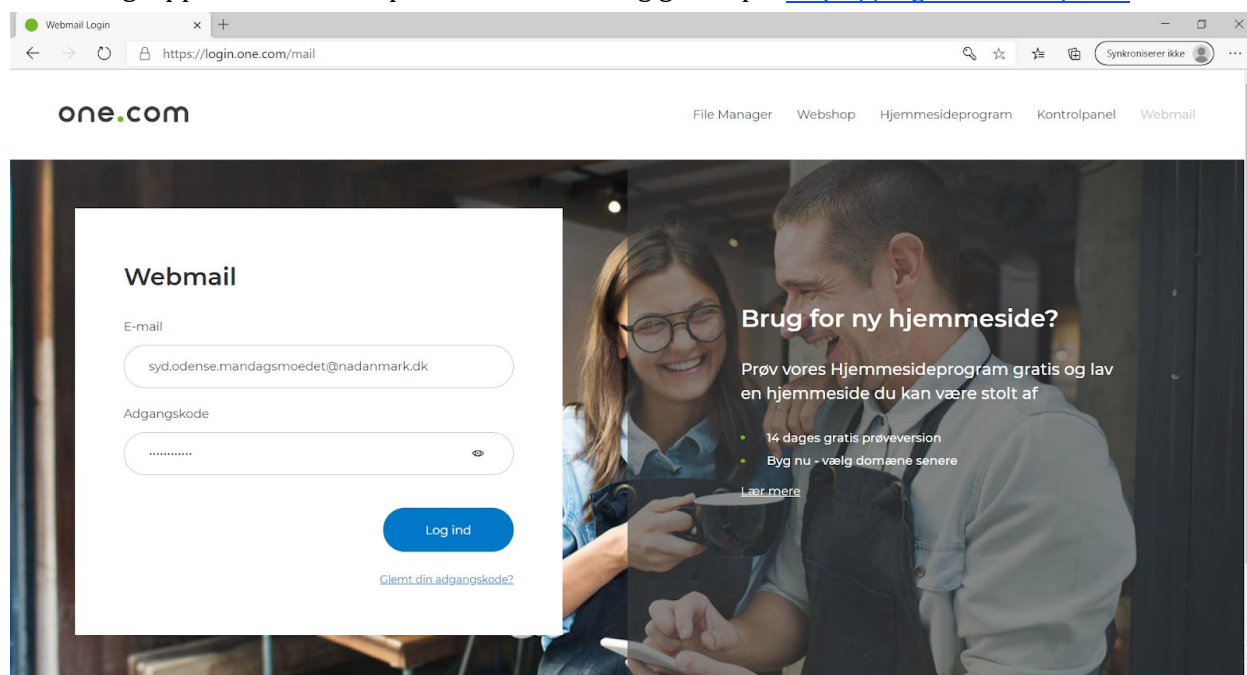 Webmail Login
https://login.one.com/mail
Synkroniserer ikke
one.com
File Manager Webshop Hjemmesideprogram Kontrolpanel Webmail
Webmail
E-mail
syd.odense.mandagsmoedet@nadanmark.dk
Adgangskode
Log ind
Glemt din adgangskode?
Brug for ny hjemmeside?
Prøv vores Hjemmesideprogram gratis og lav
en hjemmeside du kan være stolt af
14 dages gratis prøveversion
Byg nu - vælg domæne senere
Lær mere